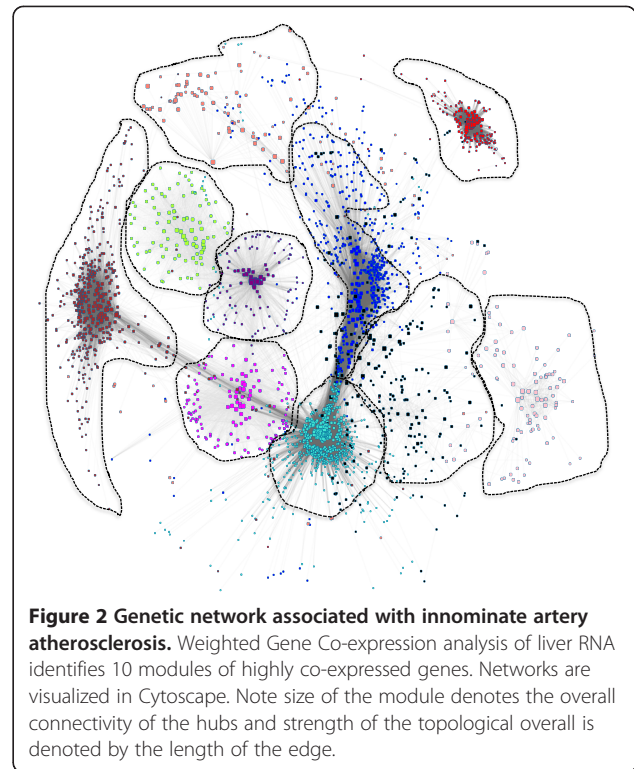 Figure 2 Genetic network associated with innominate artery
atherosclerosis. Weighted Gene Co-expression analysis of liver RNA
identifies 10 modules of highly co-expressed genes. Networks are
visualized in Cytoscape. Note size of the module denotes the overall
connectivity of the hubs and strength of the topological overall is
denoted by the length of the edge.